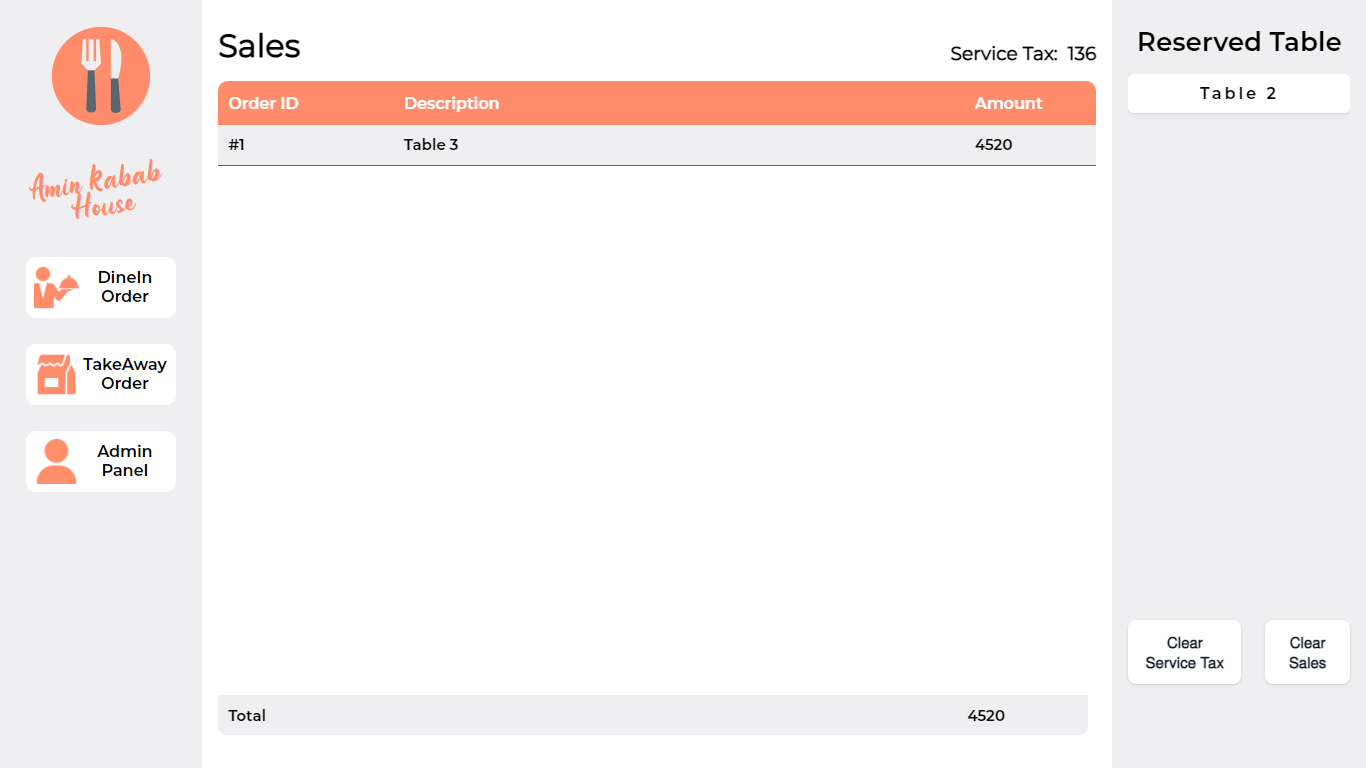 Amin Kabab
House
DineIn
Order
TakeAway
Order
Admin
Panel
Sales
Service Tax: 136
Order ID Description Amount
#1 Table 3 4520
Total 4520
Reserved Table
Table 2
Clear
Service Tax
Clear
Sales